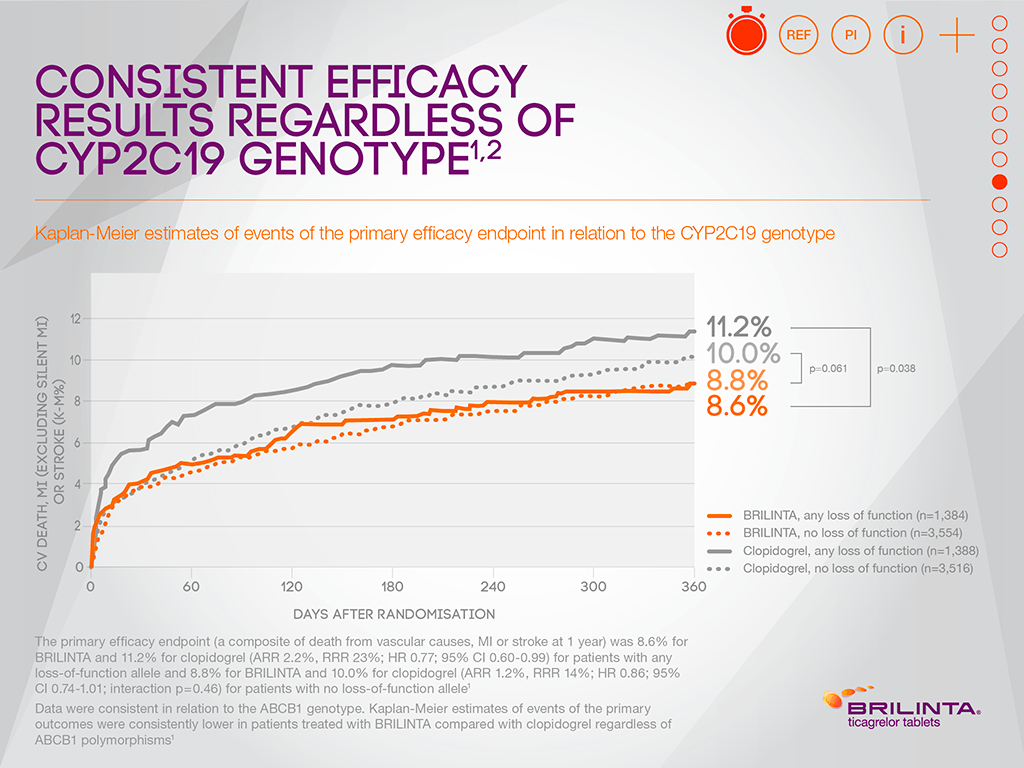 REF PI i
CONSISTENT EFFICACY
RESULTS REGARDLESS OF
CYP2C19 GENOTYPE1,2
Kaplan-Meier estimates of events of the primary efficacy endpoint in relation to the CYP2C19 genotype
CV DEATH, MI (EXCLUDING SILENT MI)
OR STROKE (K-M%)
12
10
8
6
4
2
0
0 60 120 180 240 300 360
DAYS AFTER RANDOMISATION
11.2%
10.0%
8.8%
8.6%
p=0.061
p=0.038
BRILINTA, any loss of function (n=1,384)
BRILINTA, no loss of function (n=3,554)
Clopidogrel, any loss of function (n=1,388)
Clopidogrel, no loss of function (n=3,516)
The primary efficacy endpoint (a composite of death from vascular causes, MI or stroke at 1 year) was 8.6% for
BRILINTA and 11.2% for clopidogrel (ARR 2.2%, RRR 23%; HR 0.77; 95% CI 0.60-0.99) for patients with any
loss-of-function allele and 8.8% for BRILINTA and 10.0% for clopidogrel (ARR 1.2%, RRR 14%; HR 0.86; 95%
CI 0.74-1.01; interaction p=0.46) for patients with no loss-of-function allele1
Data were consistent in relation to the ABCB1 genotype. Kaplan-Meier estimates of events of the primary
outcomes were consistently lower in patients treated with BRILINTA compared with clopidogrel regardless of
ABCB1 polymorphisms1
BRILINTA®
ticagrelor tablets